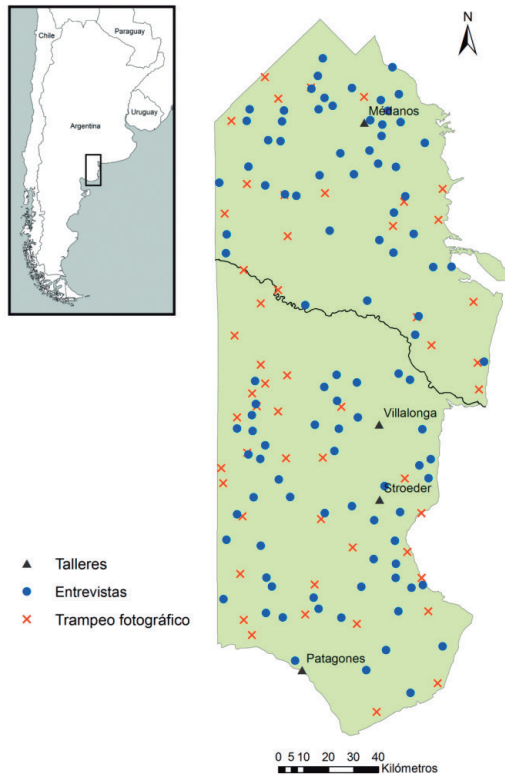 Chile
Paraguay
Uruguay
Argentina
N
Médanos
Villalonga
Stroeder
Patagones
Talleres
Entrevistas
Trampeo fotográfico
0 5 10 20 30 40
Kilómetros